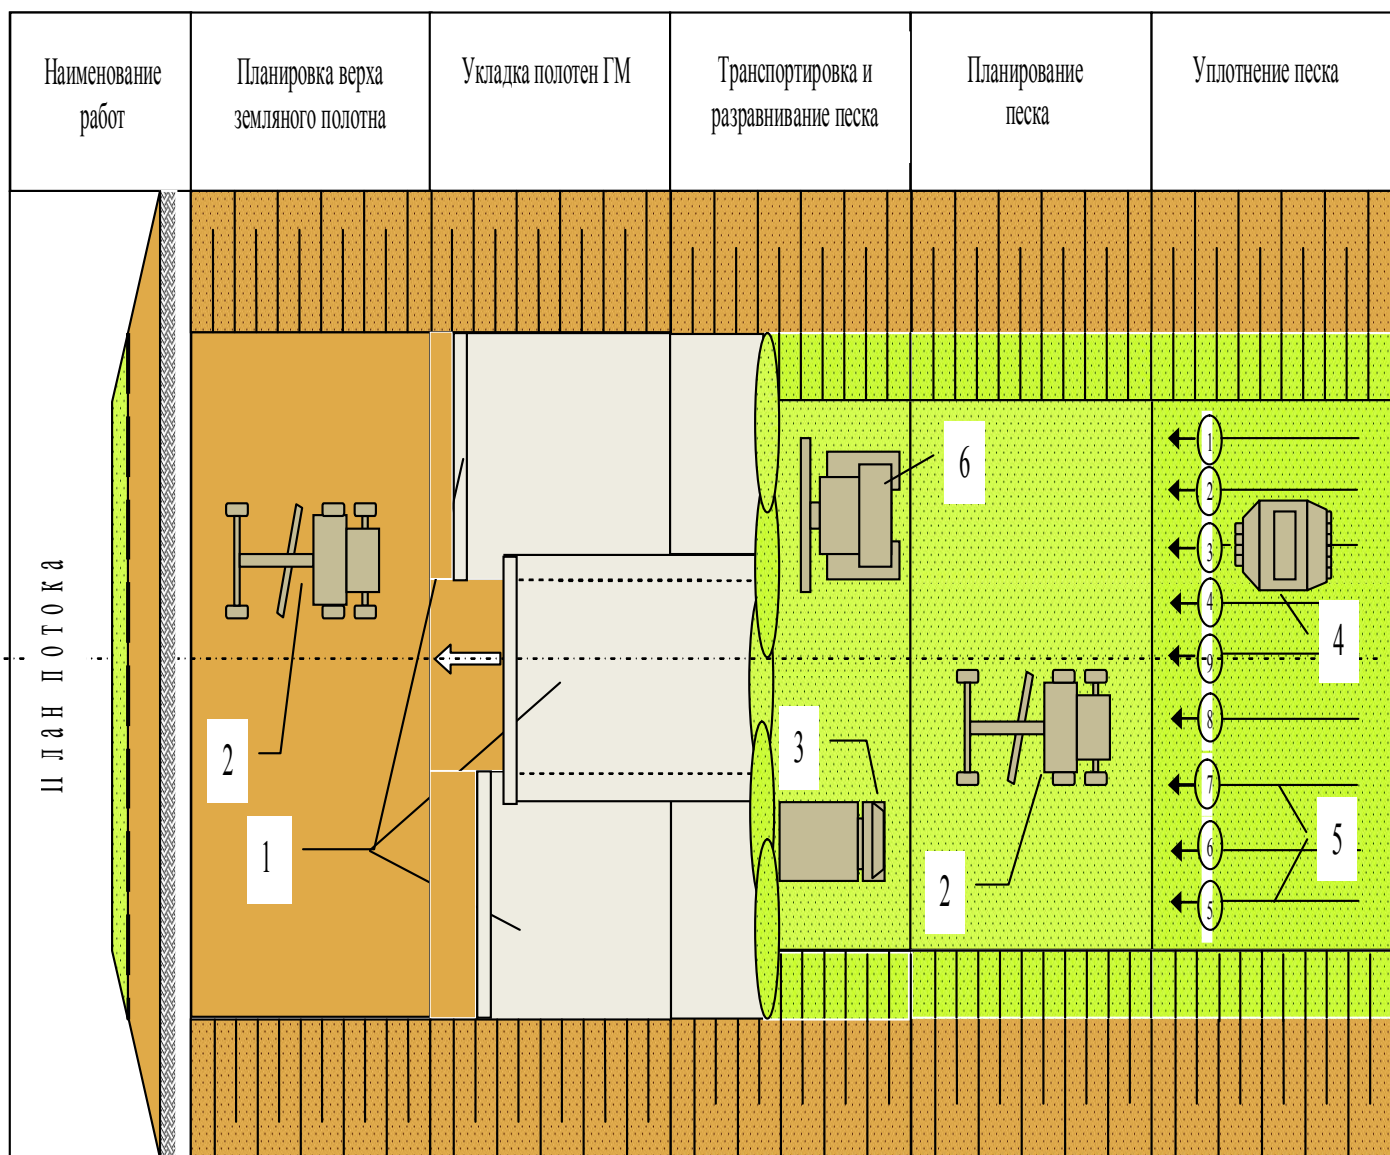 Наименование
работ
Планировка верха
земляного полотна
Укладка полотен ГМ
Транспортировка и
разравнивание песка
Планирование
песка
Уплотнение песка
План потока
1
2
3
4
9
8
7
6
5
6
4
2
3
5
1
2